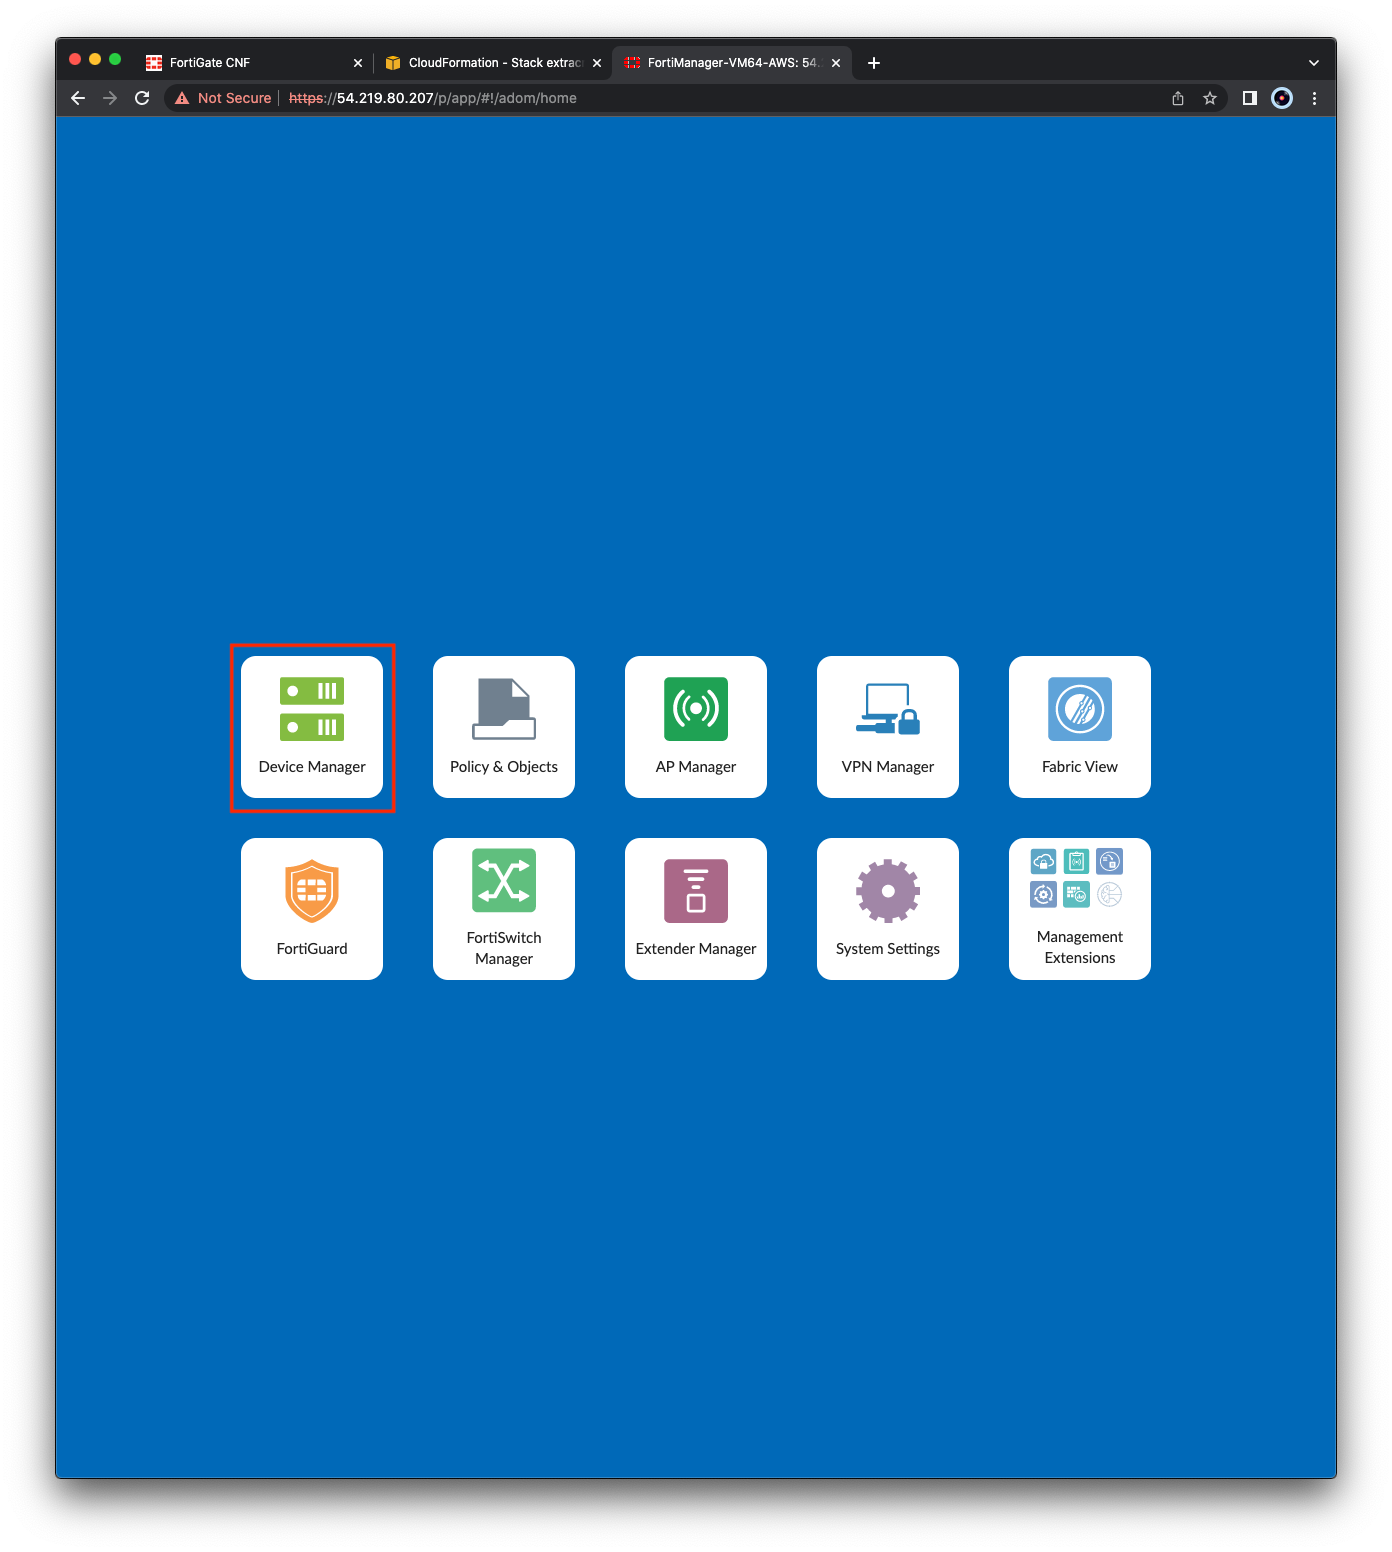 FortiGate CNF
CloudFormation - Stack extrac
FortiManager-VM64-AWS: 54.
Not Secure
https://54.219.80.207/p/app/#!/adom/home
Device Manager
Policy & Objects
AP Manager
VPN Manager
Fabric View
FortiGuard
FortiSwitch
Manager
Extender Manager
System Settings
Management
Extensions